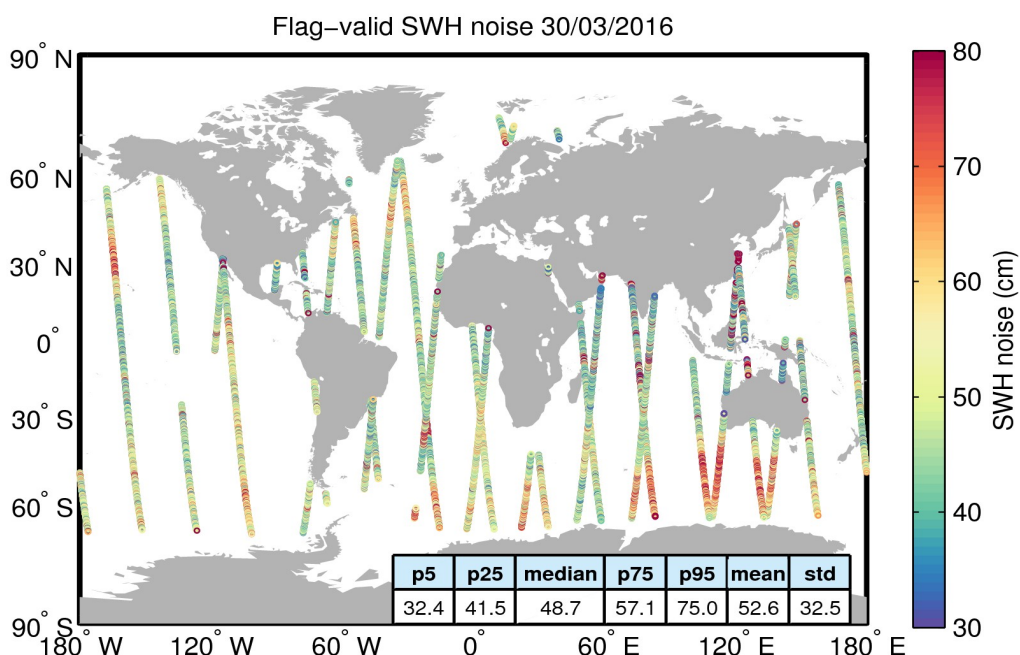 Flag−valid SWH noise 30/03/2016
90° N
60° N
30° N
0°
30° S
60° S
90° S
180° W
120° W
60° W
0°
60° E
120° E
180° E
80
70
60
50
40
30
SWH noise (cm)
p5 p25 median p75 p95 mean std
32.4 41.5 48.7 57.1 75.0 52.6 32.5